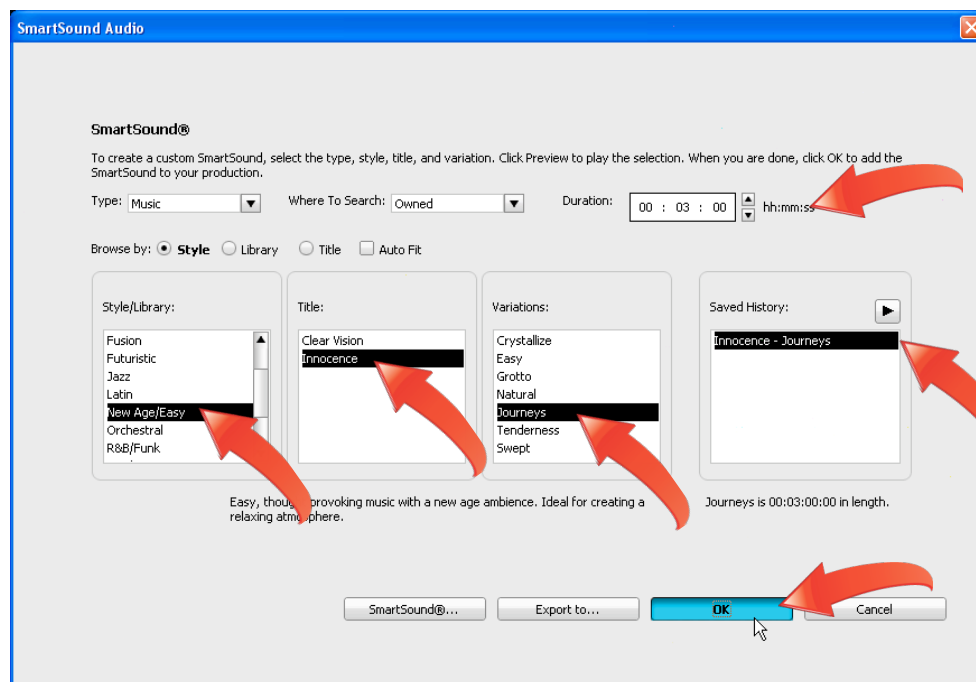 SmartSound Audio
SmartSound®
To create a custom SmartSound, select the type, style, title, and variation. Click Preview to play the selection. When you are done, click OK to add the
SmartSound to your production.
Type: Music Where To Search: Owned Duration: 00 : 03 : 00 hh:mm:ss
Browse by: Style Library Title Auto Fit
Style/Library: Title: Variations: Saved History:
Fusion Clear Vision Crystallize Innocence - Journeys
Futuristic Innocence Easy
Jazz Grotto
Latin Natural
New Age/Easy Journeys
Orchestral Tenderness
R&B/Funk Swept
Easy, though provoking music with a new age ambience. Ideal for creating a Journeys is 00:03:00:00 in length.
relaxing atmosphere.
SmartSound®... Export to... OK Cancel